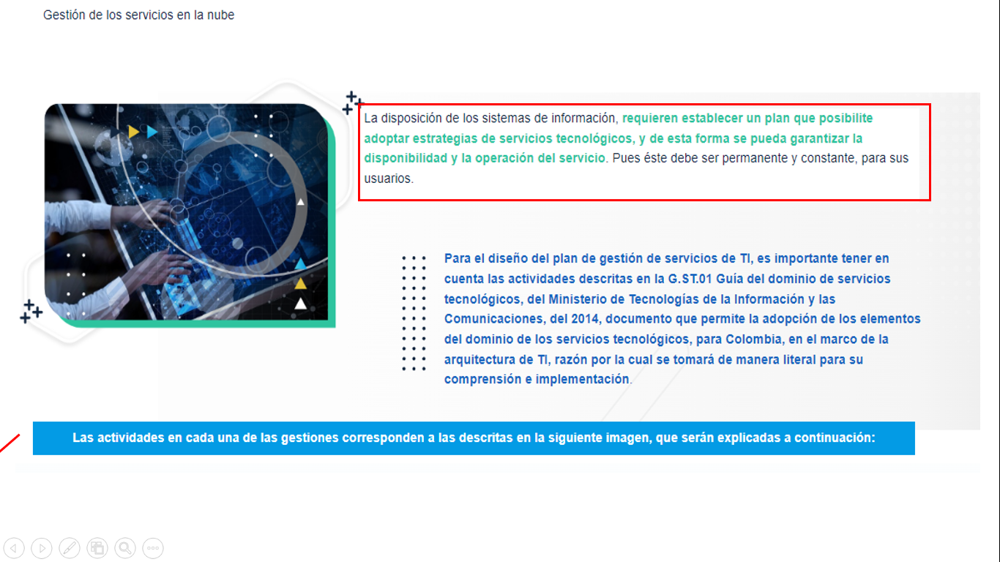 Gestión de los servicios en la nube
La disposición de los sistemas de información, requieren establecer un plan que posibilite
adoptar estrategias de servicios tecnológicos, y de esta forma se pueda garantizar la
disponibilidad y la operación del servicio. Pues éste debe ser permanente y constante, para sus
usuarios.
Para el diseño del plan de gestión de servicios de TI, es importante tener en
cuenta las actividades descritas en la G.ST.01 Guía del dominio de servicios
tecnológicos, del Ministerio de Tecnologías de la Información y las
Comunicaciones, del 2014, documento que permite la adopción de los elementos
del dominio de los servicios tecnológicos, para Colombia, en el marco de la
arquitectura de TI, razón por la cual se tomará de manera literal para su
comprensión e implementación.
Las actividades en cada una de las gestiones corresponden a las descritas en la siguiente imagen, que serán explicadas a continuación: